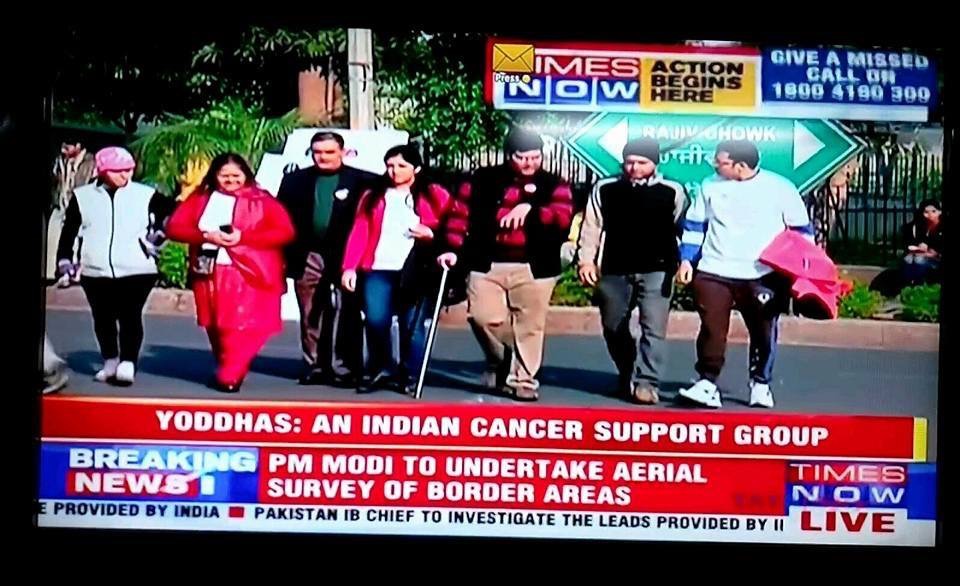 Press
TIMES
NOW
ACTION
BEGINS
HERE
GIVE A MISSED
CALL ON
1800 4190 300
RAJIV CHOWK
YODDHAS: AN INDIAN CANCER SUPPORT GROUP
BREAKING
NEWS !
PM MODI TO UNDERTAKE AERIAL
SURVEY OF BORDER AREAS
TIMES
NOW
LIVE
E PROVIDED BY INDIA ■ PAKISTAN IB CHIEF TO INVESTIGATE THE LEADS PROVIDED BY II